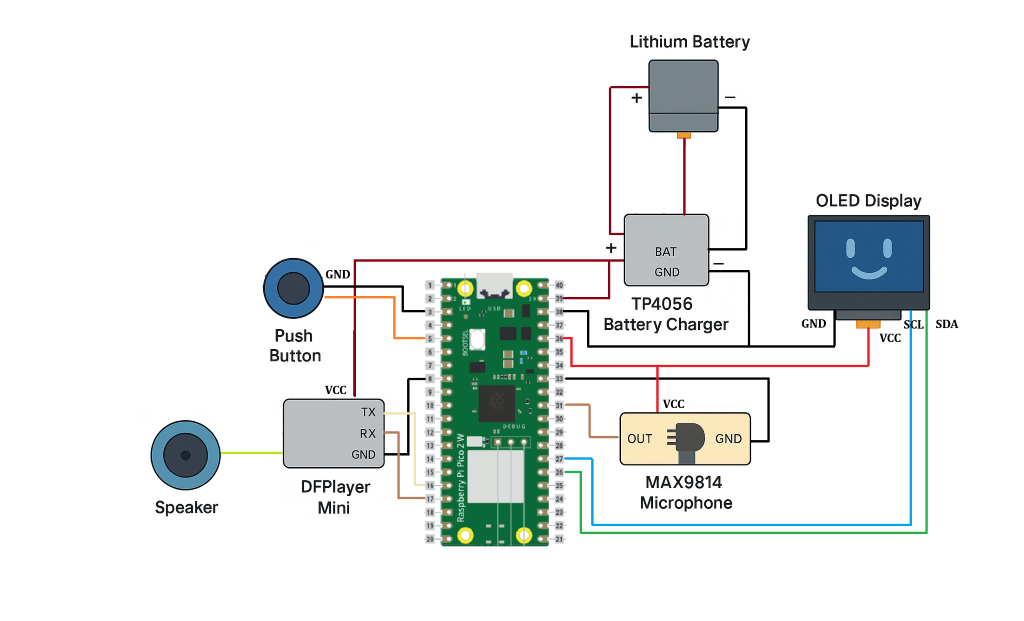 Lithium Battery
+
−
OLED Display
+
BAT
GND
−
TP4056
Battery Charger
GND
Push
Button
GND
SCL
SDA
VCC
VCC
TX
RX
GND
DFPlayer
Mini
Speaker
VCC
OUT
GND
MAX9814
Microphone
LED
USB
BOOTSEL
DEBUG
Raspberry Pi Pico 2 W
1
2
3
4
5
6
7
8
9
10
11
12
13
14
15
16
17
18
19
20
40
39
38
37
36
35
34
33
32
31
30
29
28
27
26
25
24
23
22
21